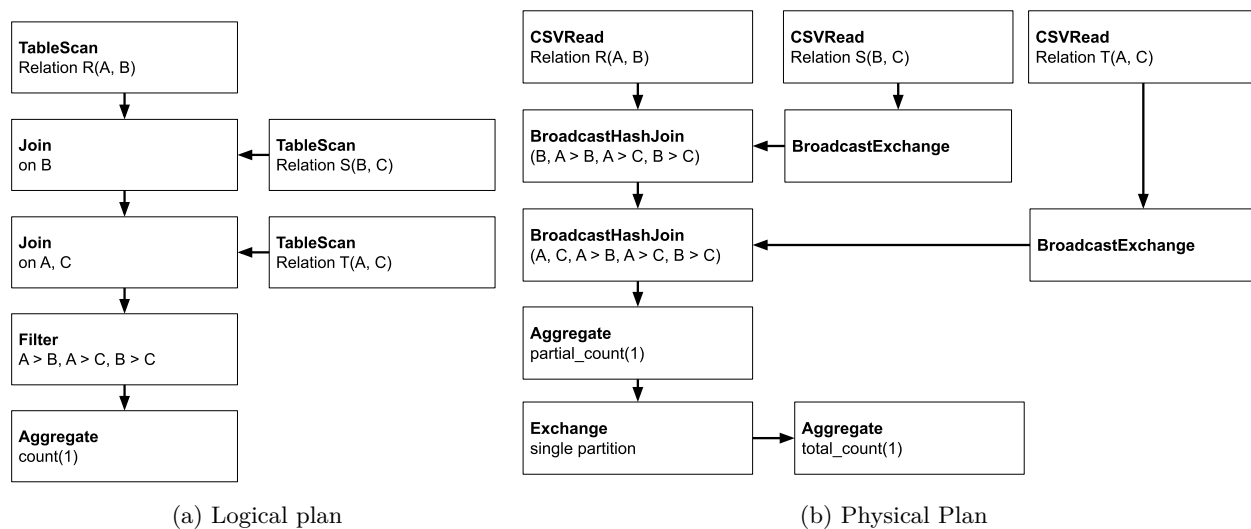 TableScan
Relation R(A, B)
Join
on B
TableScan
Relation S(B, C)
Join
on A, C
TableScan
Relation T(A, C)
Filter
A > B, A > C, B > C
Aggregate
count(1)
(a) Logical plan
CSVRead
Relation R(A, B)
CSVRead
Relation S(B, C)
CSVRead
Relation T(A, C)
BroadcastHashJoin
(B, A > B, A > C, B > C)
BroadcastExchange
BroadcastHashJoin
(A, C, A > B, A > C, B > C)
BroadcastExchange
Aggregate
partial_count(1)
Exchange
single partition
Aggregate
total_count(1)
(b) Physical Plan